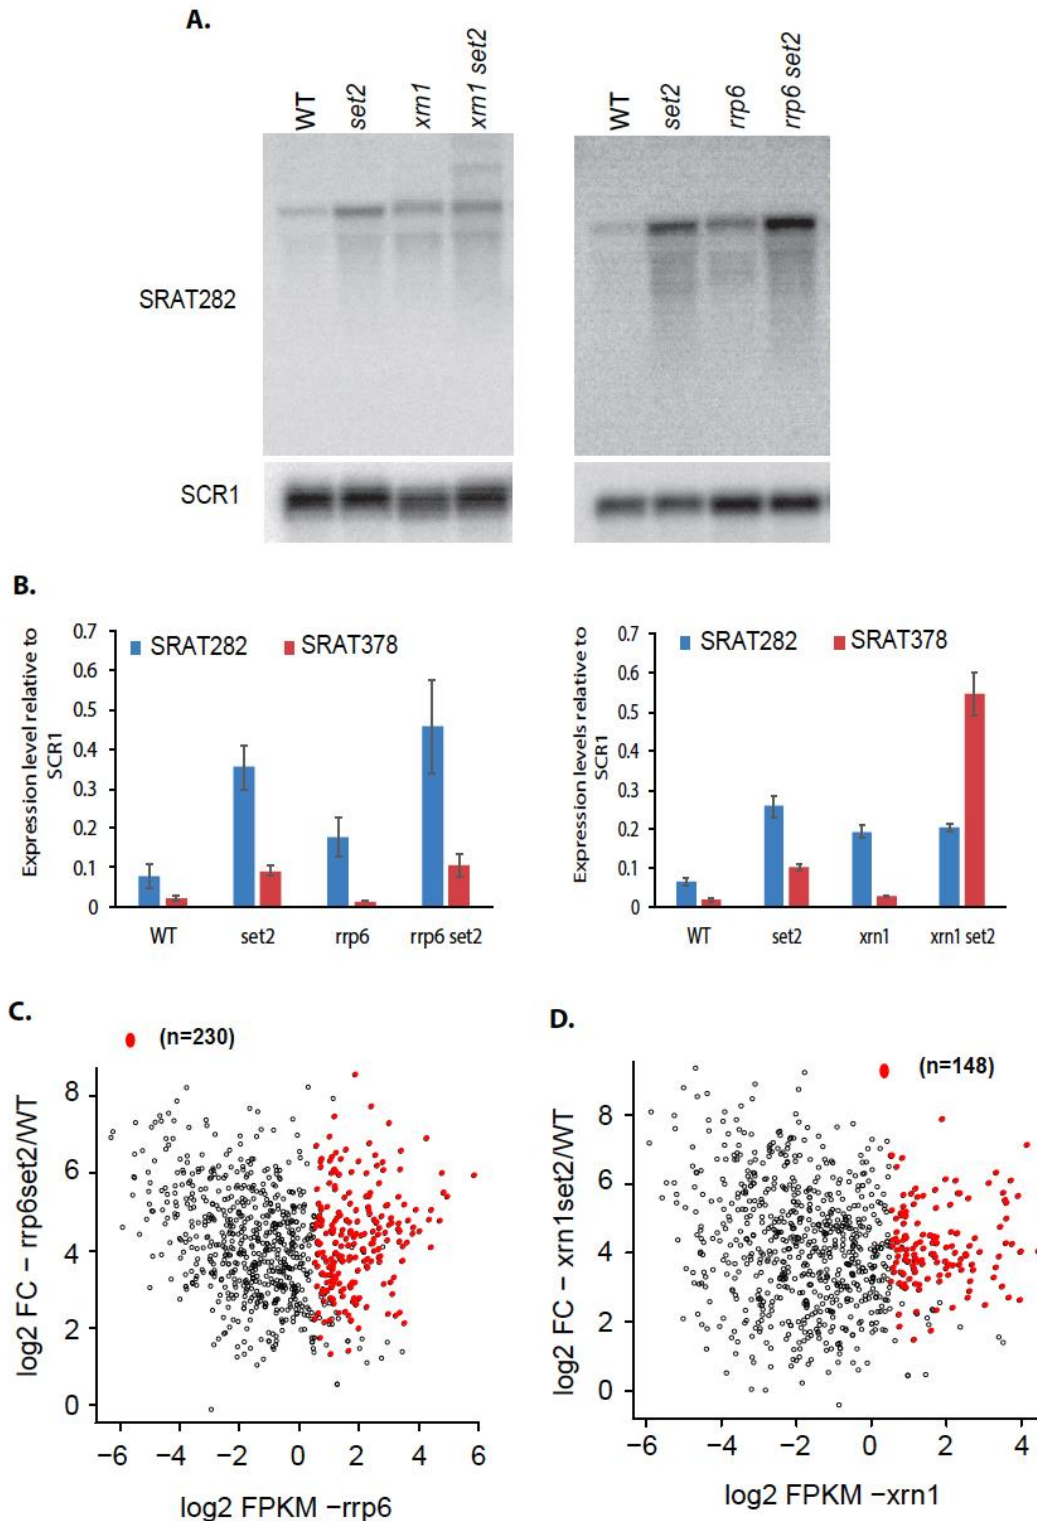 A.
WT set2 xrn1 xrn1 set2 WT set2 rrp6 rrp6 set2
SRAT282
SCR1
B.
Expression level relative to
SCR1
0.7
0.6
0.5
0.4
0.3
0.2
0.1
0
SRAT282 SRAT378
WT set2 rrp6 rrp6 set2
Expression levels relative to
SCR1
0.7
0.6
0.5
0.4
0.3
0.2
0.1
0
SRAT282 SRAT378
WT set2 xrn1 xrn1 set2
C.
(n=230)
log2 FC − rrp6set2/WT
8
6
4
2
0
−6 −4 −2 0 2 4 6
log2 FPKM −rrp6
D.
(n=148)
log2 FC − xrn1set2/WT
8
6
4
2
0
−6 −4 −2 0 2 4
log2 FPKM −xrn1